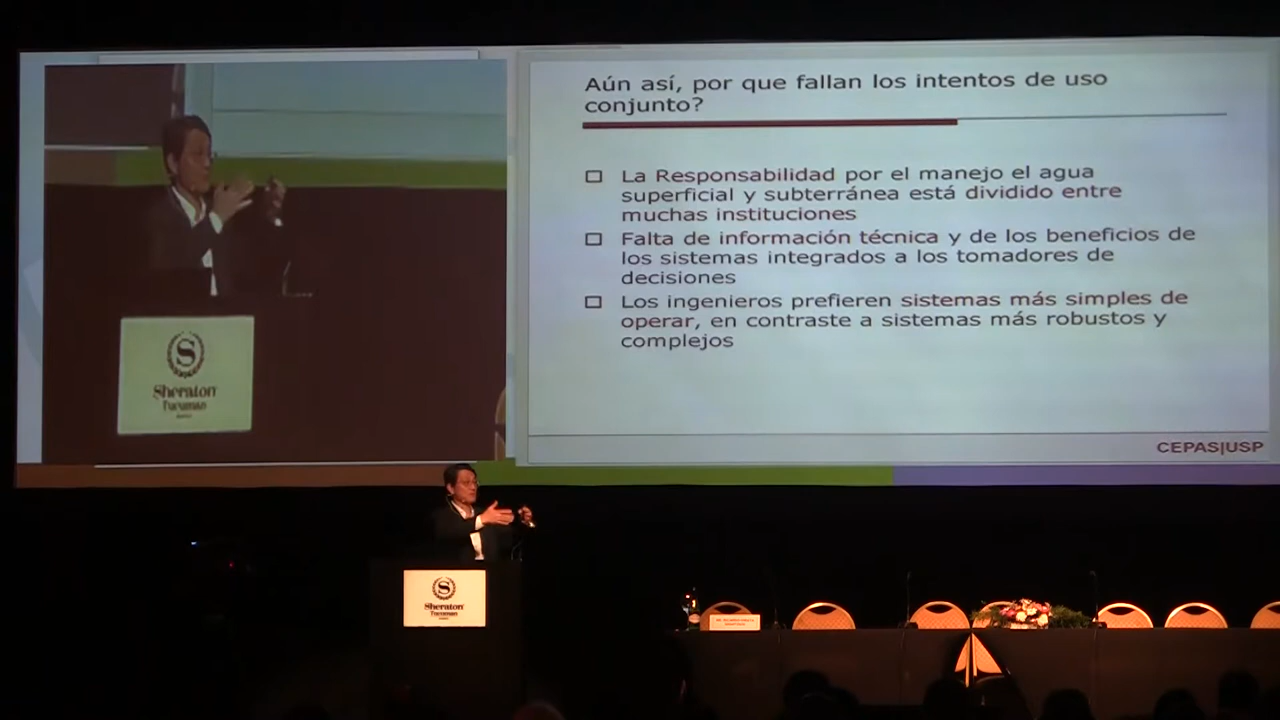 Aún así, por que fallan los intentos de uso
conjunto?
La Responsabilidad por el manejo el agua
superficial y subterránea está dividido entre
muchas instituciones
Falta de información técnica y de los beneficios de
los sistemas integrados a los tomadores de
decisiones
Los ingenieros prefieren sistemas más simples de
operar, en contraste a sistemas más robustos y
complejos
CEPAS|USP
S
Sheraton
Tucuman
S
Sheraton
Tucuman